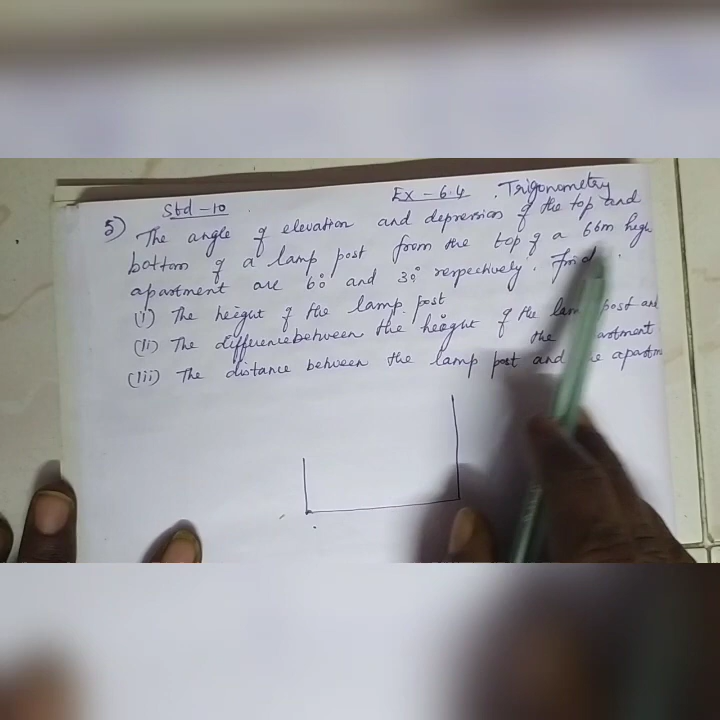 Std - 10
Ex - 6.4 . Trigonometry
5) The angle of elevation and depression of the top and
bottom of a lamp post from the top of a 66m high
apartment are 60° and 30° respectively. Find.
(i) The height of the lamp post
(ii) The difference between the height of the lam post and
the artment
(iii) The distance between the lamp post and e apartm